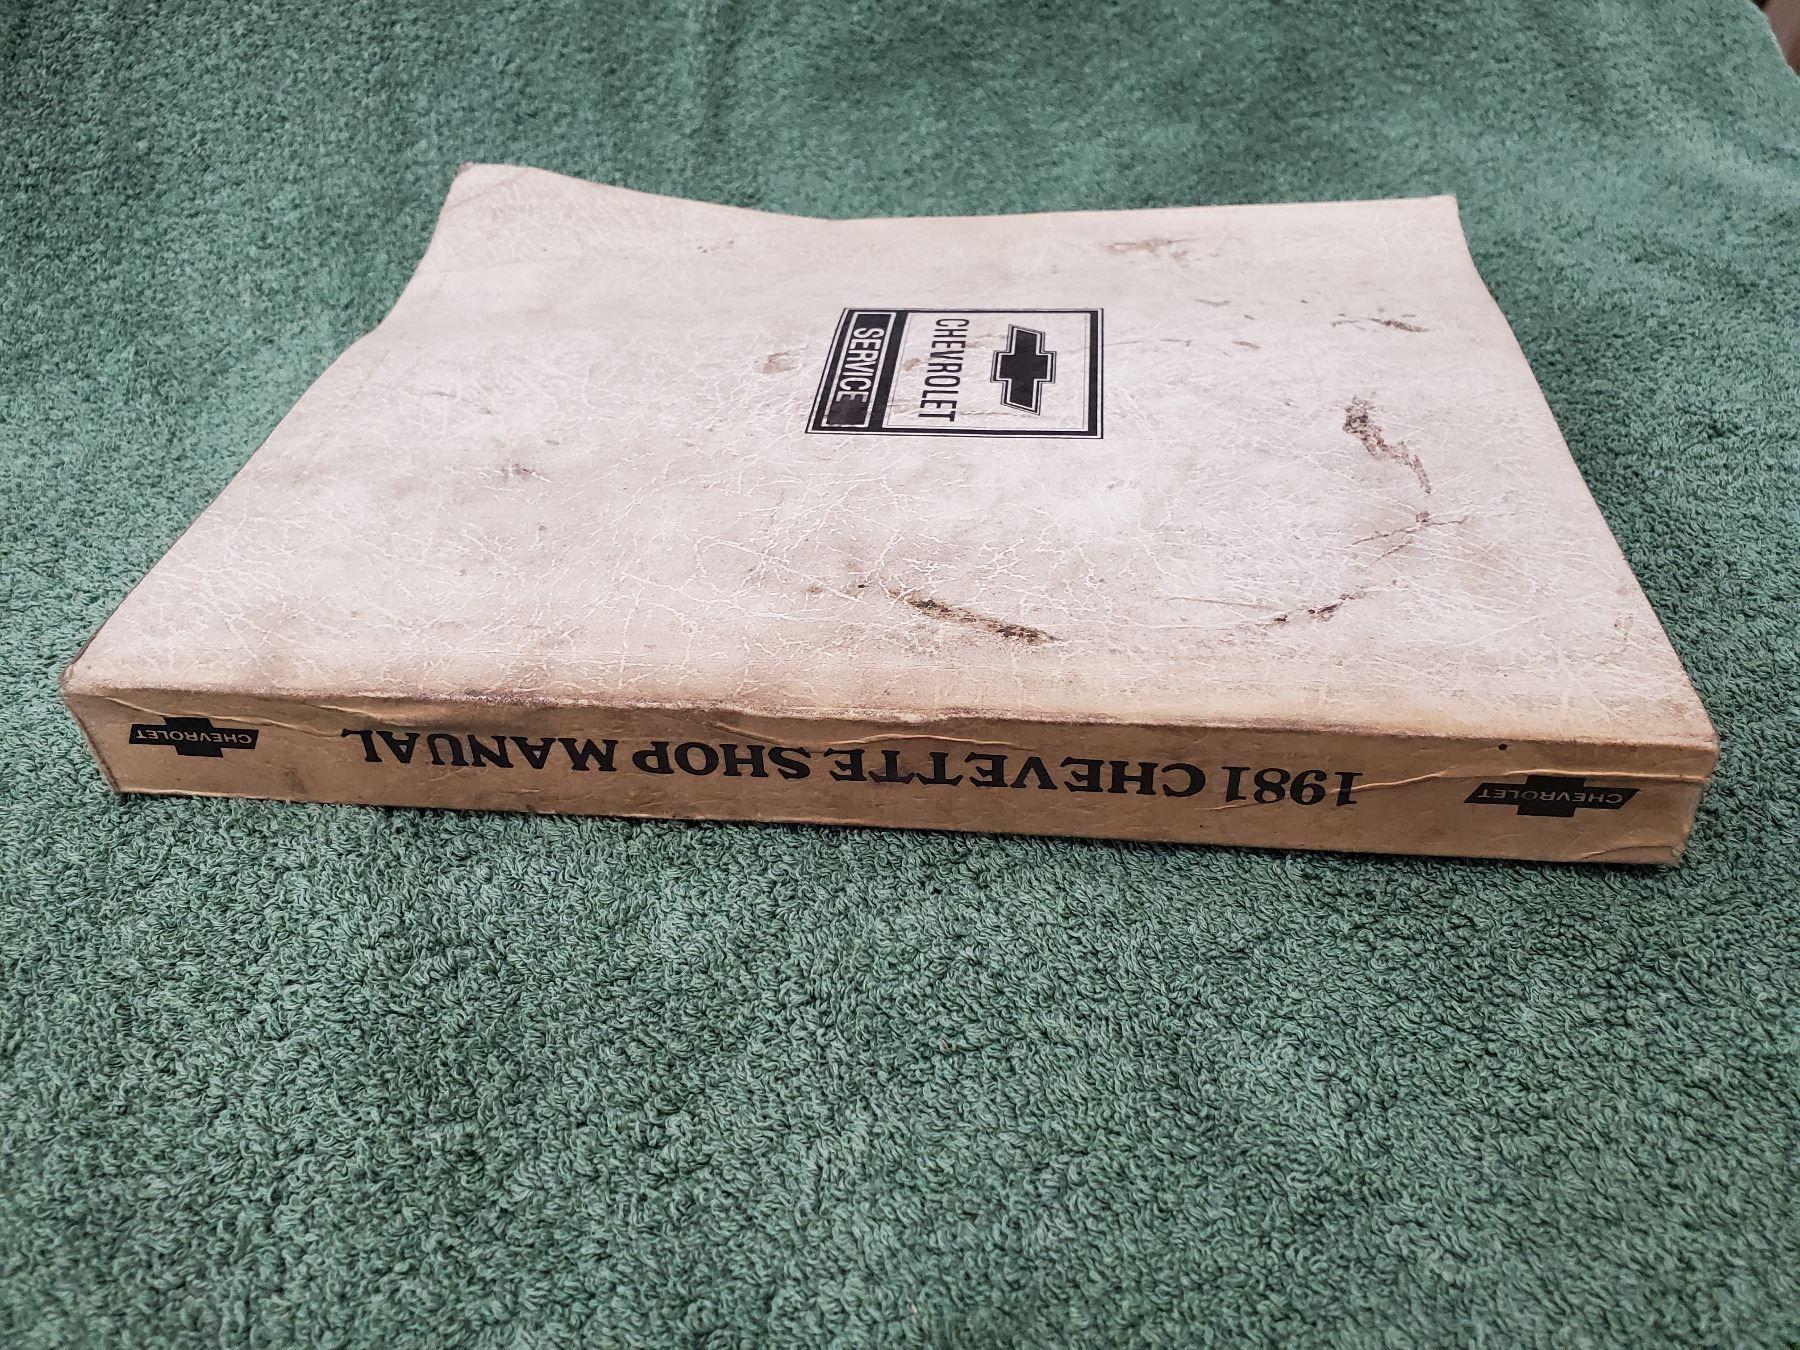 CHEVROLET
SERVICE
CHEVROLET
1981 CHEVETTE SHOP MANUAL
CHEVROLET